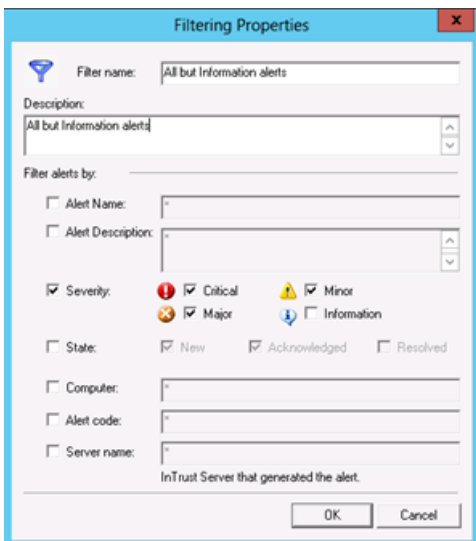 Filtering Properties
x
Filter name: All but Information alerts
Description:
All but Information alerts
Filter alerts by:
Alert Name: *
Alert Description: *
Severity: Critical Minor
Major Information
State: New Acknowledged Resolved
Computer: *
Alert code: *
Server name: *
InTrust Server that generated the alert.
OK Cancel